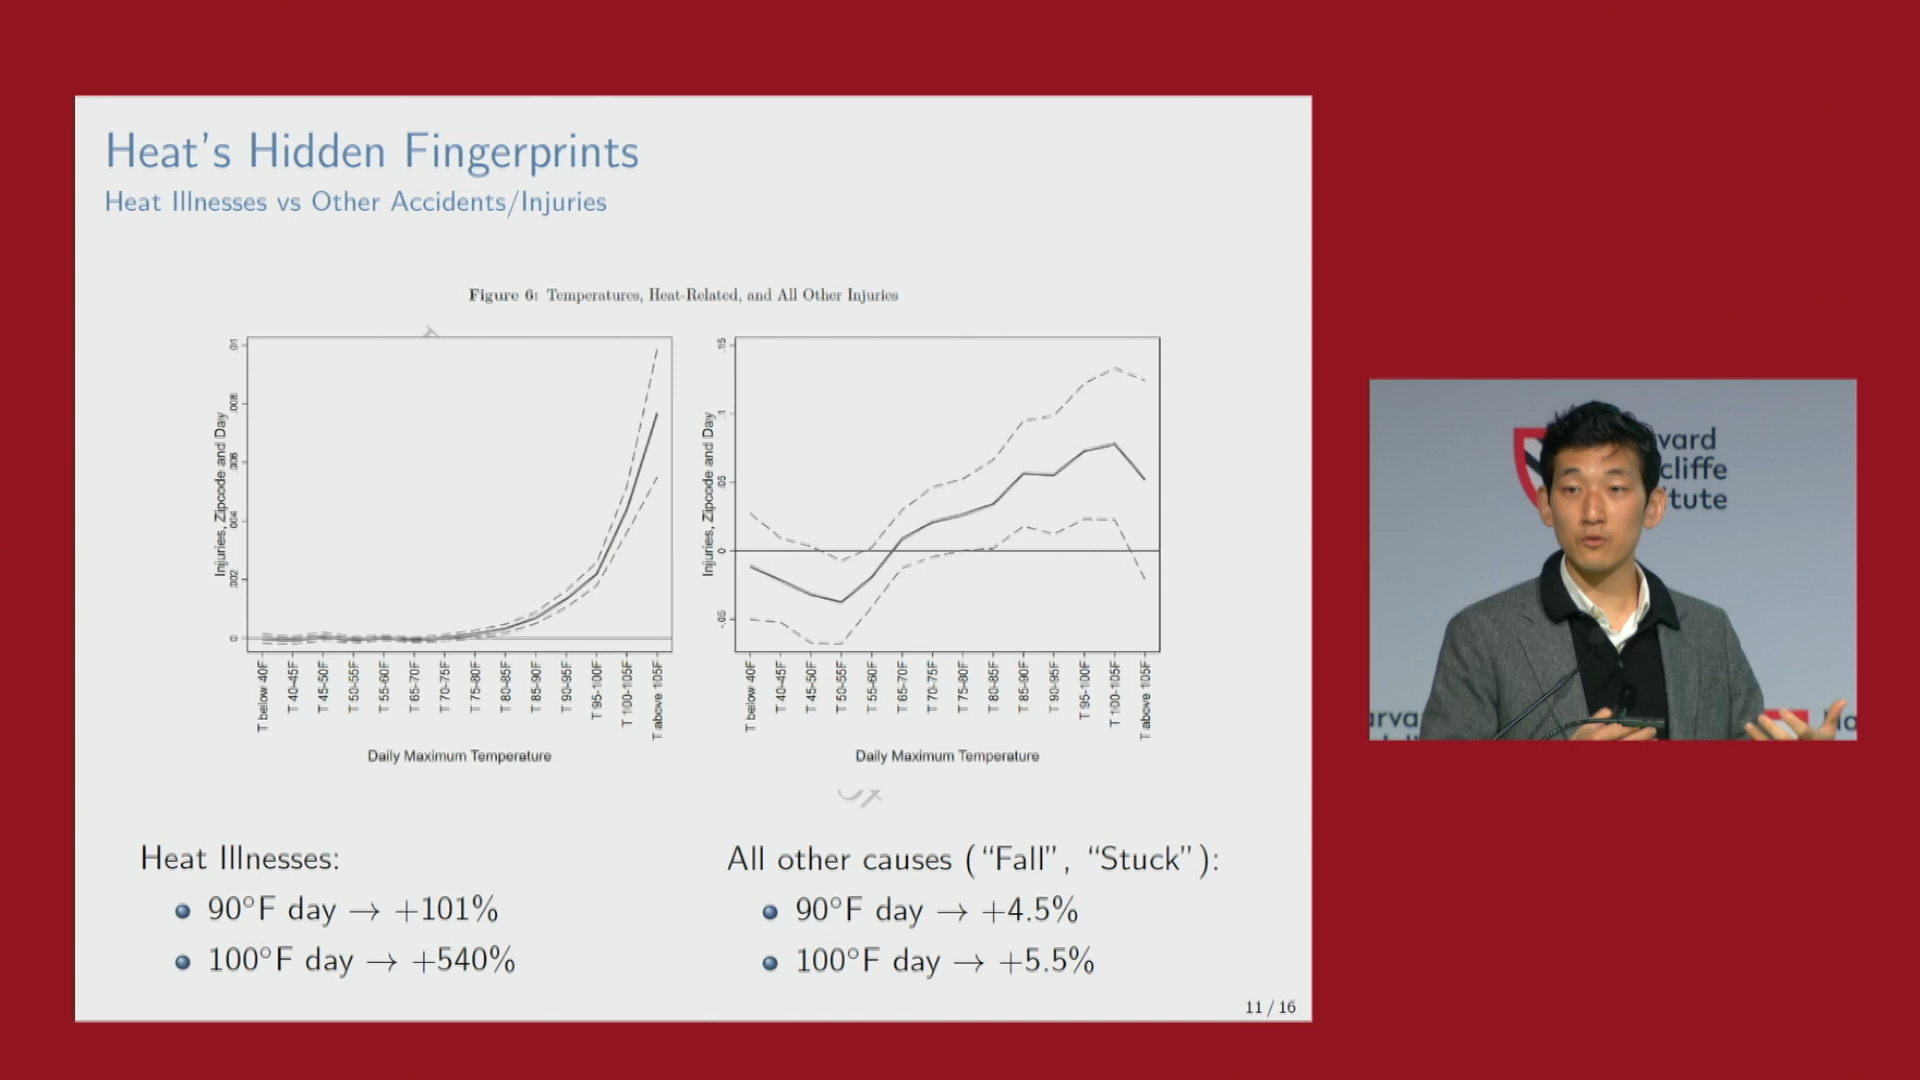 Heat's Hidden Fingerprints
Heat Illnesses vs Other Accidents/Injuries
Figure 6: Temperatures, Heat-Related, and All Other Injuries
Injuries, Zipcode and Day
.01
.008
.006
.004
.002
0
T below 40F
T 40-45F
T 45-50F
T 50-55F
T 55-60F
T 65-70F
T 70-75F
T 75-80F
T 80-85F
T 85-90F
T 90-95F
T 95-100F
T 100-105F
T above 105F
Daily Maximum Temperature
Injuries, Zipcode and Day
.15
.1
.05
0
-.05
T below 40F
T 40-45F
T 45-50F
T 50-55F
T 55-60F
T 65-70F
T 70-75F
T 75-80F
T 80-85F
T 85-90F
T 90-95F
T 95-100F
T 100-105F
T above 105F
Daily Maximum Temperature
Heat Illnesses:
90°F day → +101%
100°F day → +540%
All other causes (“Fall”, “Stuck”):
90°F day → +4.5%
100°F day → +5.5%
11 / 16
vard
cliffe
tute
arva
Ha